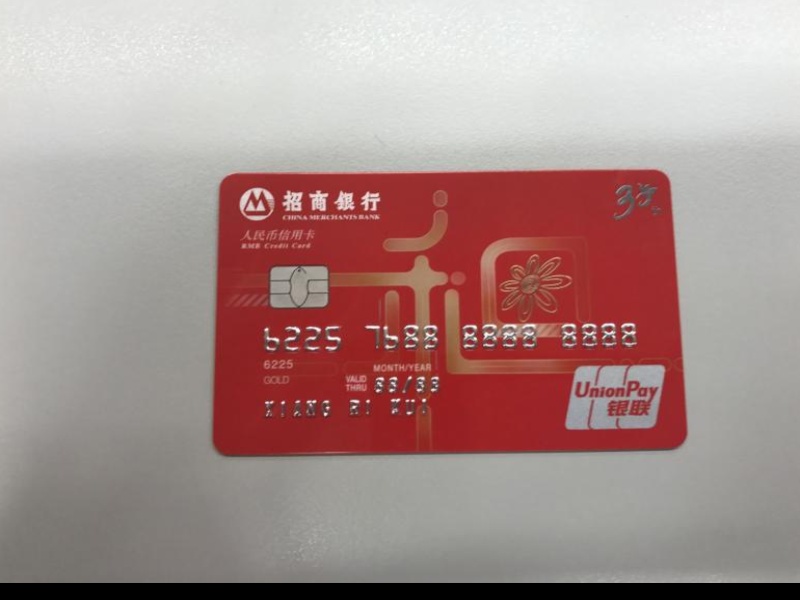 招商银行
CHINA MERCHANTS BANK
人民币信用卡
RMB Credit Card
6225 7688 8888 8888
6225
MONTH/YEAR
GOLD
VALID THRU 88/88
XIANG RI KUI
UnionPay
银联